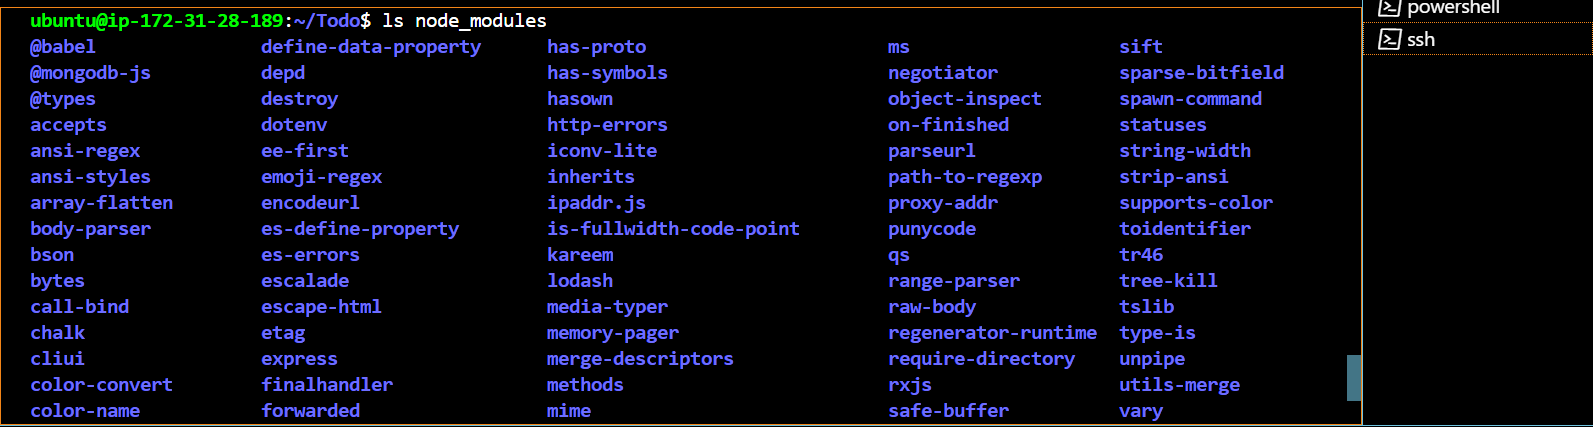 ubuntu@ip-172-31-28-189:~/Todo$ ls node_modules
@babel define-data-property has-proto ms sift
@mongodb-js depd has-symbols negotiator sparse-bitfield
@types destroy hasown object-inspect spawn-command
accepts dotenv http-errors on-finished statuses
ansi-regex ee-first iconv-lite parseurl string-width
ansi-styles emoji-regex inherits path-to-regexp strip-ansi
array-flatten encodeurl ipaddr.js proxy-addr supports-color
body-parser es-define-property is-fullwidth-code-point punycode toidentifier
bson es-errors kareem qs tr46
bytes escalade lodash range-parser tree-kill
call-bind escape-html media-typer raw-body tslib
chalk etag memory-pager regenerator-runtime type-is
cliui express merge-descriptors require-directory unpipe
color-convert finalhandler methods rxjs utils-merge
color-name forwarded mime safe-buffer vary
powershell
ssh